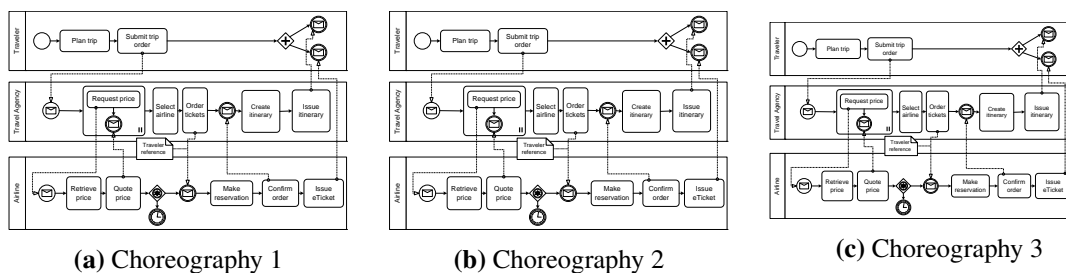 Traveler
Plan trip
Submit trip
order
Travel Agency
Request price
Select
airline
Order
tickets
Create
itinerary
Issue
itinerary
Traveler
reference
Airline
Retrieve
price
Quote
price
Make
reservation
Confirm
order
Issue
eTicket
(a) Choreography 1
Traveler
Plan trip
Submit trip
order
Travel Agency
Request price
Select
airline
Order
tickets
Create
itinerary
Issue
itinerary
Traveler
reference
Airline
Retrieve
price
Quote
price
Make
reservation
Confirm
order
Issue
eTicket
(b) Choreography 2
Traveler
Plan trip
Submit trip
order
Travel Agency
Request price
Select
airline
Order
tickets
Create
itinerary
Issue
itinerary
Traveler
reference
Airline
Retrieve
price
Quote
price
Make
reservation
Confirm
order
Issue
eTicket
(c) Choreography 3